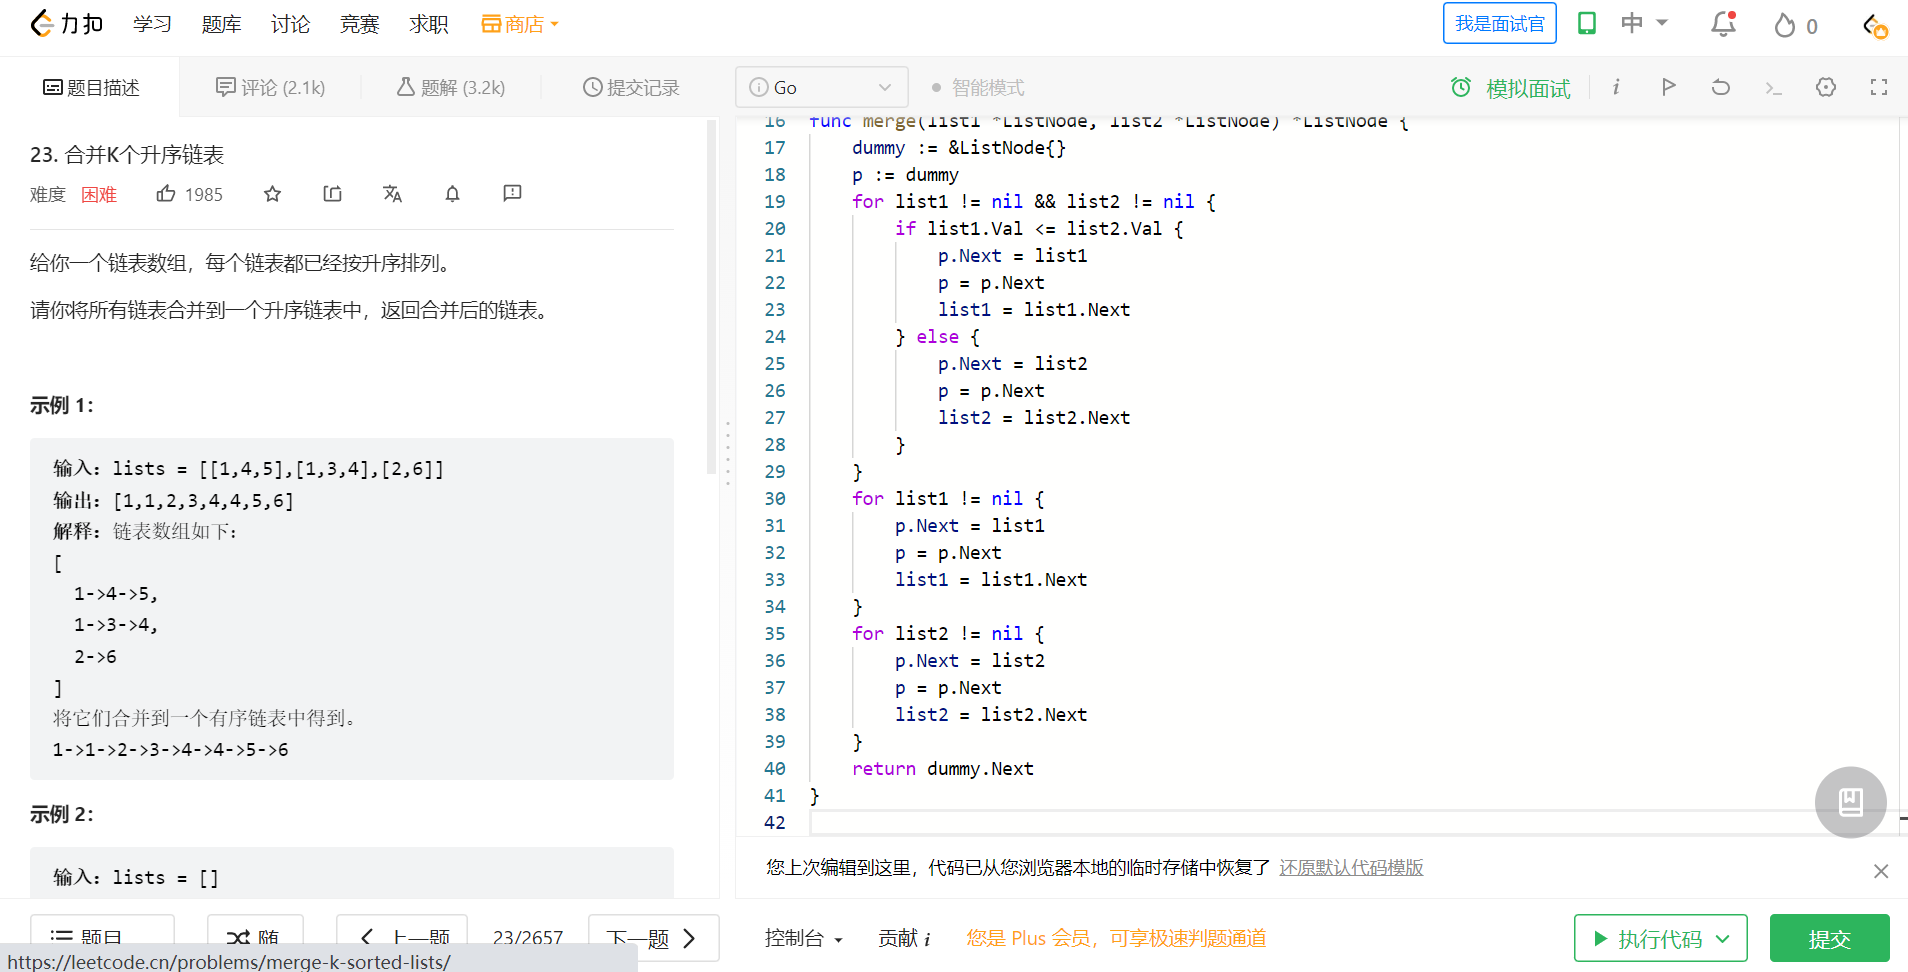 力扣 学习 题库 讨论 竞赛 求职 商店 我是面试官 中 0
题目描述 评论 (2.1k) 题解 (3.2k) 提交记录 i Go 智能模式 模拟面试 i
23. 合并K个升序链表
难度 困难 1985
给你一个链表数组，每个链表都已经按升序排列。
请你将所有链表合并到一个升序链表中，返回合并后的链表。
示例 1：
输入：lists = [[1,4,5],[1,3,4],[2,6]]
输出：[1,1,2,3,4,4,5,6]
解释：链表数组如下：
[
  1->4->5,
  1->3->4,
  2->6
]
将它们合并到一个有序链表中得到。
1->1->2->3->4->4->5->6
示例 2：
输入：lists = []
题目 随 上一题 23/2657 下一题
https://leetcode.cn/problems/merge-k-sorted-lists/
16 func merge(list1 *ListNode, list2 *ListNode) *ListNode {
17     dummy := &ListNode{}
18     p := dummy
19     for list1 != nil && list2 != nil {
20         if list1.Val <= list2.Val {
21             p.Next = list1
22             p = p.Next
23             list1 = list1.Next
24         } else {
25             p.Next = list2
26             p = p.Next
27             list2 = list2.Next
28         }
29     }
30     for list1 != nil {
31         p.Next = list1
32         p = p.Next
33         list1 = list1.Next
34     }
35     for list2 != nil {
36         p.Next = list2
37         p = p.Next
38         list2 = list2.Next
39     }
40     return dummy.Next
41 }
42
您上次编辑到这里，代码已从您浏览器本地的临时存储中恢复了 还原默认代码模版
控制台 贡献 i 您是 Plus 会员，可享极速判题通道 执行代码 提交